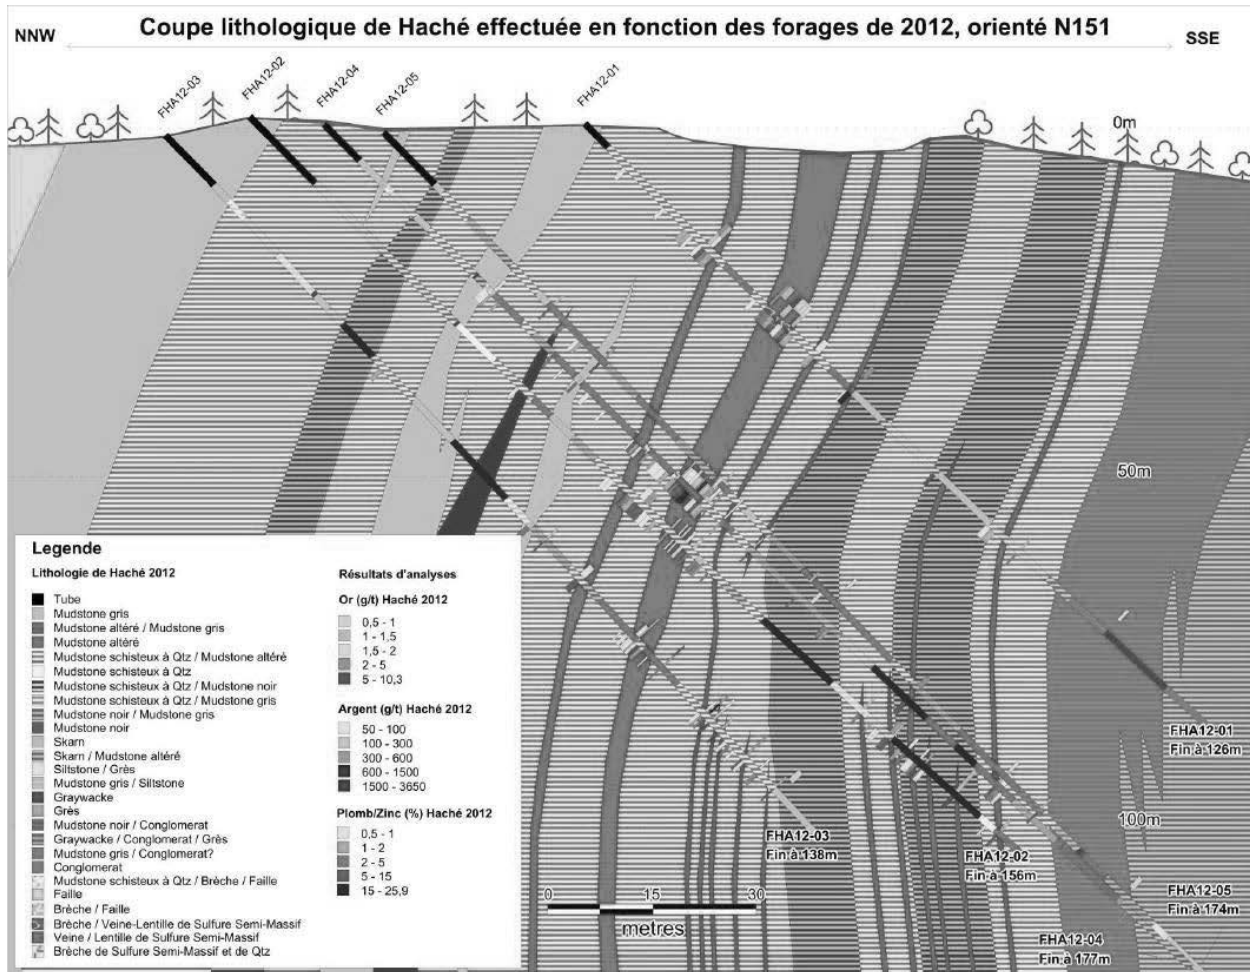 Coupe lithologique de Haché effectuée en fonction des forages de 2012, orienté N151
NNW
SSE
FHA12-03
FHA12-02
FHA12-04
FHA12-05
FHA12-01
0m
50m
100m
FHA12-01
Fin à 126m
FHA12-03
Fin à 138m
FHA12-02
Fin à 156m
FHA12-05
Fin à 174m
FHA12-04
Fin à 177m
0 15 30
metres
Legende
Lithologie de Haché 2012
Tube
Mudstone gris
Mudstone altéré / Mudstone gris
Mudstone altéré
Mudstone schisteux à Qtz / Mudstone altéré
Mudstone schisteux à Qtz
Mudstone schisteux à Qtz / Mudstone noir
Mudstone schisteux à Qtz / Mudstone gris
Mudstone noir / Mudstone gris
Mudstone noir
Skarn
Skarn / Mudstone altéré
Siltstone / Grès
Mudstone gris / Siltstone
Graywacke
Grès
Mudstone noir / Conglomerat
Graywacke / Conglomerat / Grès
Mudstone gris / Conglomerat?
Conglomerat
Mudstone schisteux à Qtz / Brèche / Faille
Faille
Brèche / Faille
Brèche / Veine-Lentille de Sulfure Semi-Massif
Veine / Lentille de Sulfure Semi-Massif
Brèche de Sulfure Semi-Massif et de Qtz
Résultats d'analyses
Or (g/t) Haché 2012
0,5 - 1
1 - 1,5
1,5 - 2
2 - 5
5 - 10,3
Argent (g/t) Haché 2012
50 - 100
100 - 300
300 - 600
600 - 1500
1500 - 3650
Plomb/Zinc (%) Haché 2012
0,5 - 1
1 - 2
2 - 5
5 - 15
15 - 25,9